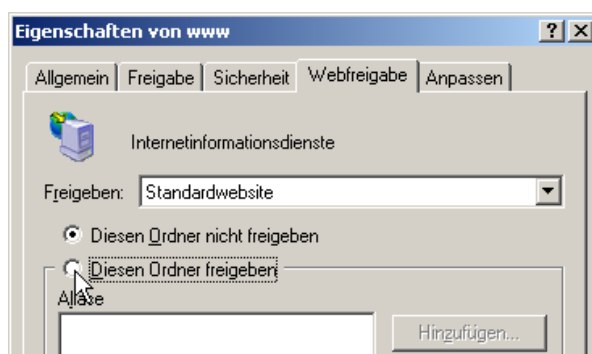 Eigenschaften von www
Allgemein Freigabe Sicherheit Webfreigabe Anpassen
Internetinformationsdienste
Freigeben: Standardwebsite
Diesen Ordner nicht freigeben
Diesen Ordner freigeben
Aliase
Hinzufügen...